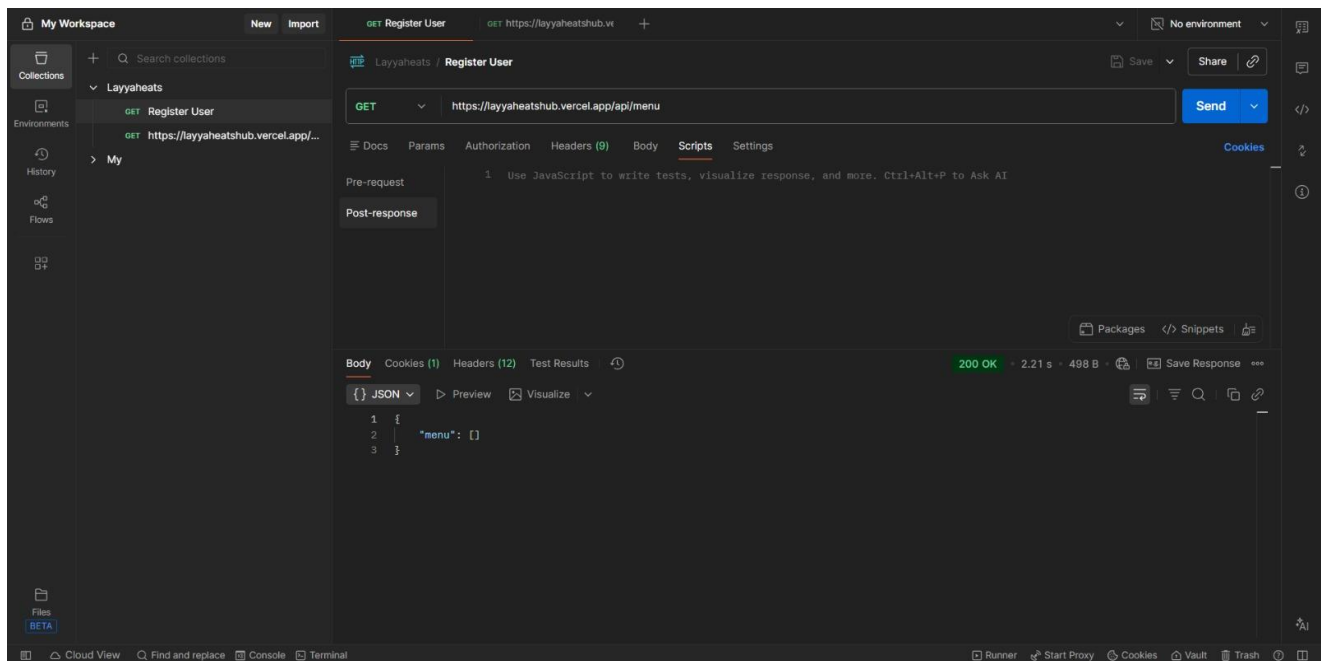 My Workspace
New Import
GET Register User
GET https://layyaheatshub.ve
No environment
Collections
Search collections
HTTP Layyaheats / Register User
Save
Share
Layyaheats
GET Register User
GET https://layyaheatshub.vercel.app/...
My
Environments
History
Flows
GET
https://layyaheatshub.vercel.app/api/menu
Send
Docs Params Authorization Headers (9) Body Scripts Settings
Cookies
Pre-request
Post-response
1 Use JavaScript to write tests, visualize response, and more. Ctrl+Alt+P to Ask AI
Packages </> Snippets
Body Cookies (1) Headers (12) Test Results
200 OK • 2.21 s • 498 B
Save Response
{} JSON
Preview
Visualize
1 {
2 "menu": []
3 }
Files
BETA
AI
Cloud View Find and replace Console Terminal
Runner Start Proxy Cookies Vault Trash